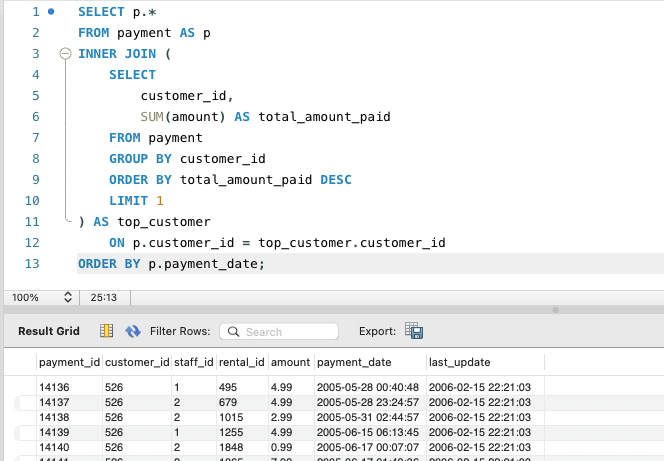 1 SELECT p.*
2 FROM payment AS p
3 INNER JOIN (
4 SELECT
5 customer_id,
6 SUM(amount) AS total_amount_paid
7 FROM payment
8 GROUP BY customer_id
9 ORDER BY total_amount_paid DESC
10 LIMIT 1
11 ) AS top_customer
12 ON p.customer_id = top_customer.customer_id
13 ORDER BY p.payment_date;
100% 25:13
Result Grid Filter Rows: Search Export:
payment_id customer_id staff_id rental_id amount payment_date last_update
14136 526 1 495 4.99 2005-05-28 00:40:48 2006-02-15 22:21:03
14137 526 2 679 4.99 2005-05-28 23:24:57 2006-02-15 22:21:03
14138 526 2 1015 2.99 2005-05-31 02:44:57 2006-02-15 22:21:03
14139 526 1 1255 4.99 2005-06-15 06:13:45 2006-02-15 22:21:03
14140 526 2 1848 0.99 2005-06-17 00:07:07 2006-02-15 22:21:03